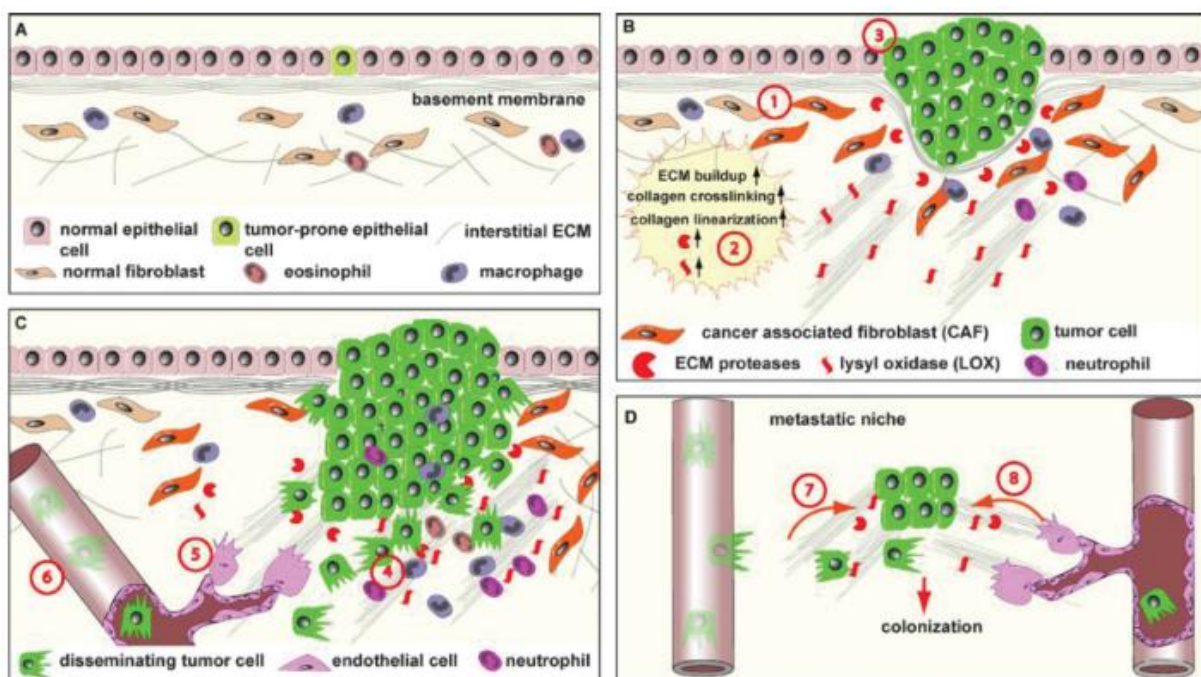 A
basement membrane
normal epithelial cell
tumor-prone epithelial cell
interstitial ECM
normal fibroblast
eosinophil
macrophage
B
3
1
ECM buildup
collagen crosslinking
collagen linearization
2
cancer associated fibroblast (CAF)
tumor cell
ECM proteases
lysyl oxidase (LOX)
neutrophil
C
5
6
4
disseminating tumor cell
endothelial cell
neutrophil
D
metastatic niche
7
8
colonization